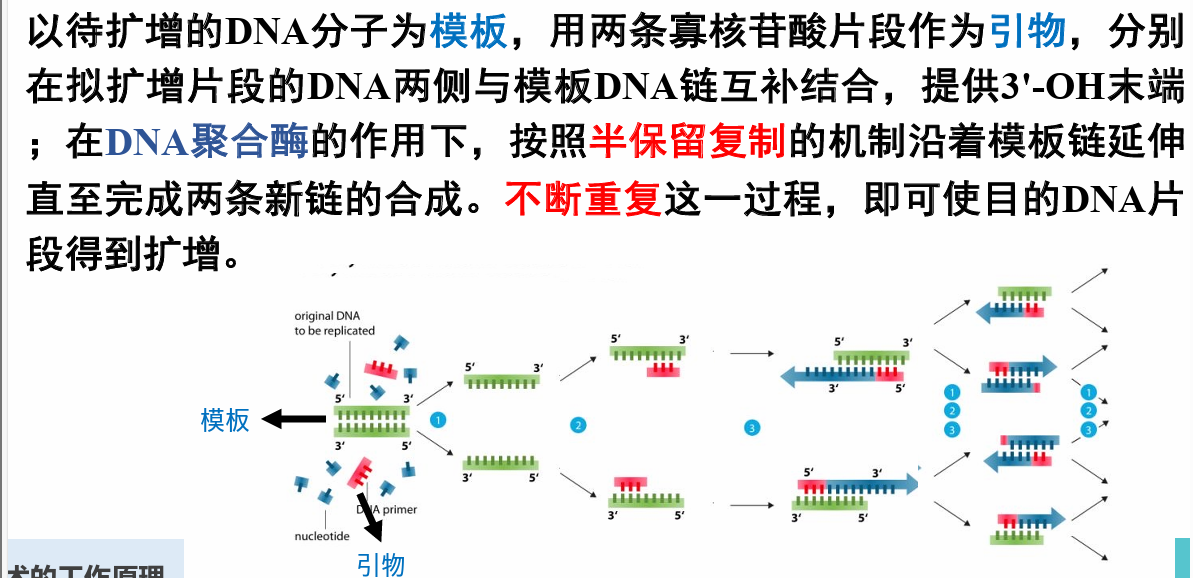 以待扩增的DNA分子为模板，用两条寡核苷酸片段作为引物，分别
在拟扩增片段的DNA两侧与模板DNA链互补结合，提供3'-OH末端
；在DNA聚合酶的作用下，按照半保留复制的机制沿着模板链延伸
直至完成两条新链的合成。不断重复这一过程，即可使目的DNA片
段得到扩增。
original DNA
to be replicated
5' 3'
3' 5'
模板
1
5' 3'
3' 5'
2
5' 3'
3' 5'
3
5' 3'
3' 5'
5' 3'
3' 5'
1
2
3
1
2
3
DNA primer
nucleotide
引物
术的工作原理